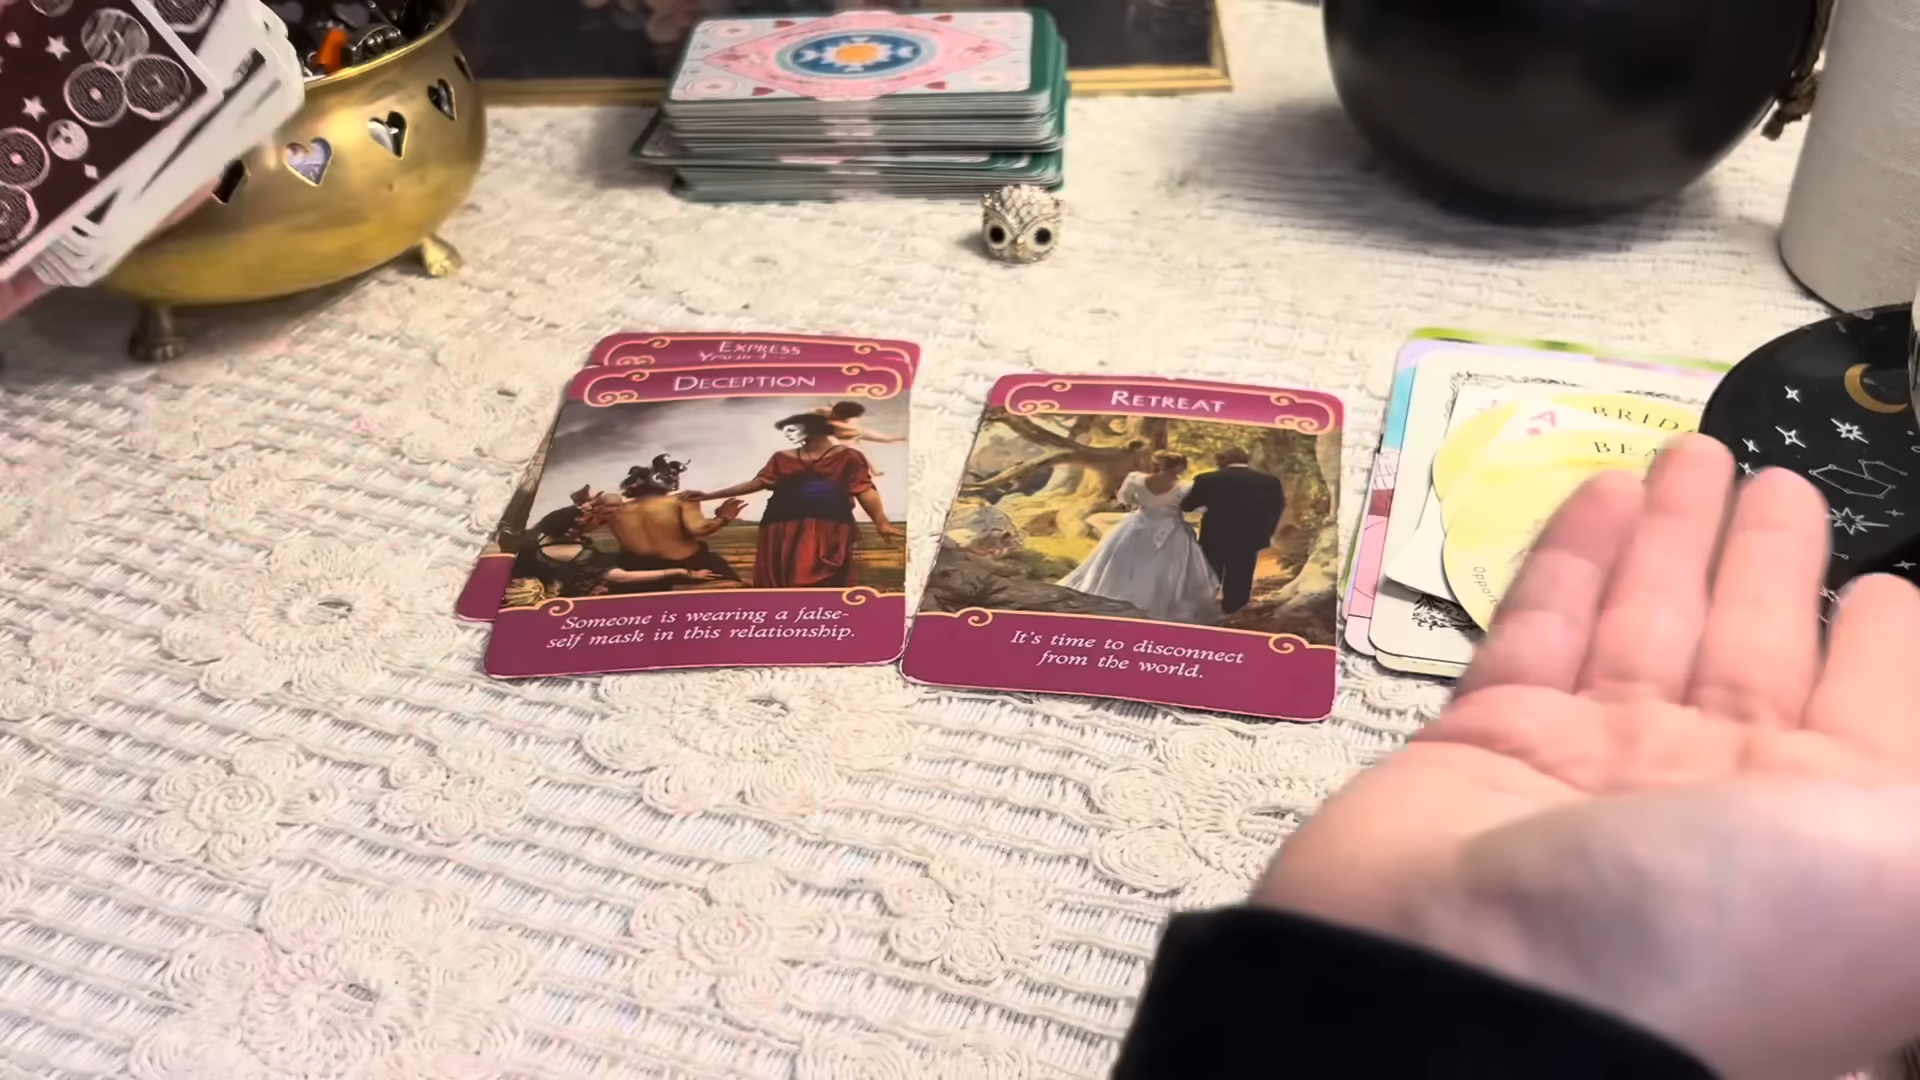 EXPRESS
DECEPTION
Someone is wearing a false-
self mask in this relationship.
RETREAT
It's time to disconnect
from the world.